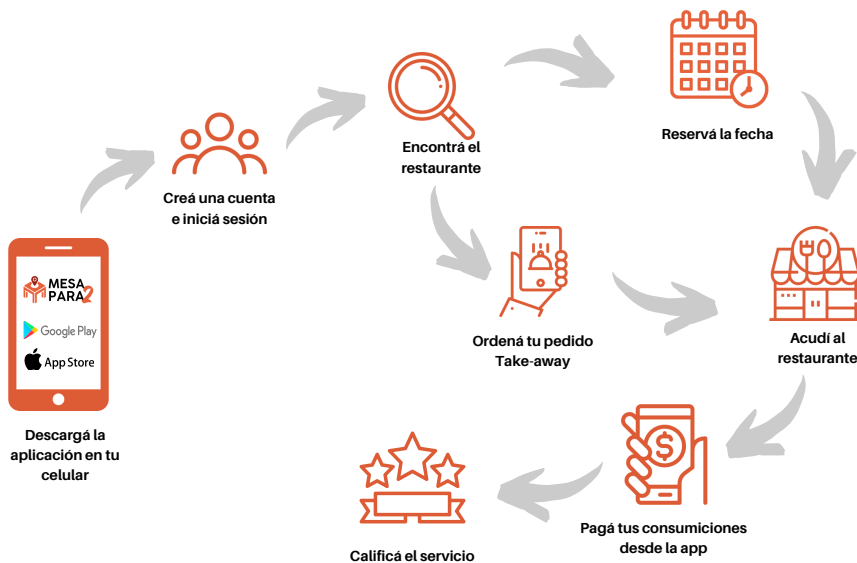 MESA
PARA2
Google Play
App Store
Descargá la
aplicación en tu
celular
Creá una cuenta
e iniciá sesión
Encontrá el
restaurante
Reservá la fecha
Ordená tu pedido
Take-away
Acudí al
restaurante
Pagá tus consumiciones
desde la app
Calificá el servicio